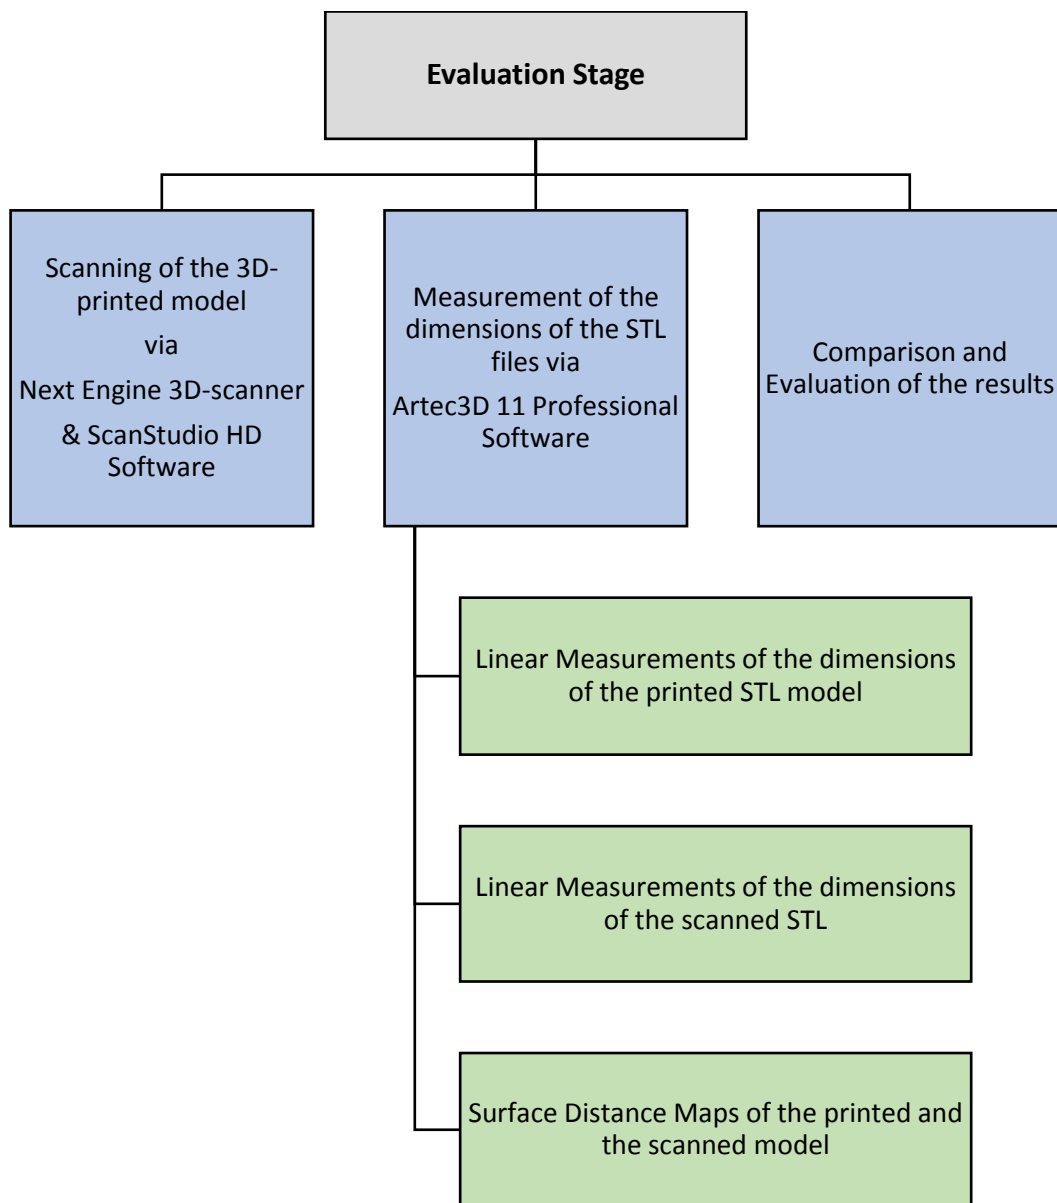 Evaluation Stage
Scanning of the 3D-
printed model
via
Next Engine 3D-scanner
& ScanStudio HD
Software
Measurement of the
dimensions of the STL
files via
Artec3D 11 Professional
Software
Comparison and
Evaluation of the results
Linear Measurements of the dimensions
of the printed STL model
Linear Measurements of the dimensions
of the scanned STL
Surface Distance Maps of the printed and
the scanned model